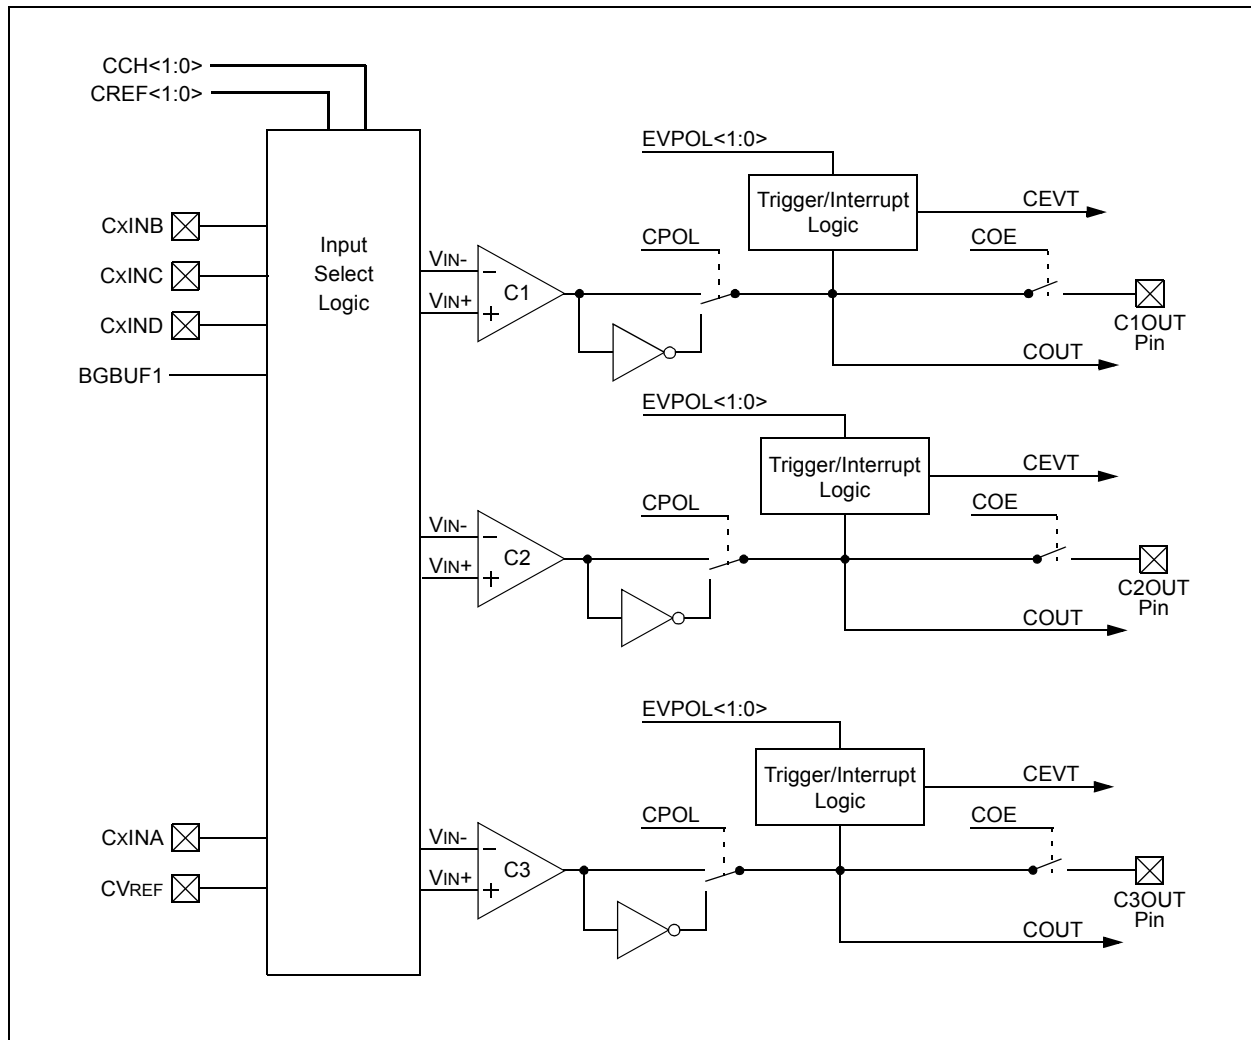 CCH<1:0>
CREF<1:0>
CxINB
CxINC
CxIND
BGBUF1
CxINA
CVREF
Input
Select
Logic
EVPOL<1:0>
Trigger/Interrupt
Logic
CEVT
CPOL
COE
VIN-
VIN+
–
+
C1
C1OUT
Pin
COUT
EVPOL<1:0>
Trigger/Interrupt
Logic
CEVT
CPOL
COE
VIN-
VIN+
–
+
C2
C2OUT
Pin
COUT
EVPOL<1:0>
Trigger/Interrupt
Logic
CEVT
CPOL
COE
VIN-
VIN+
–
+
C3
C3OUT
Pin
COUT